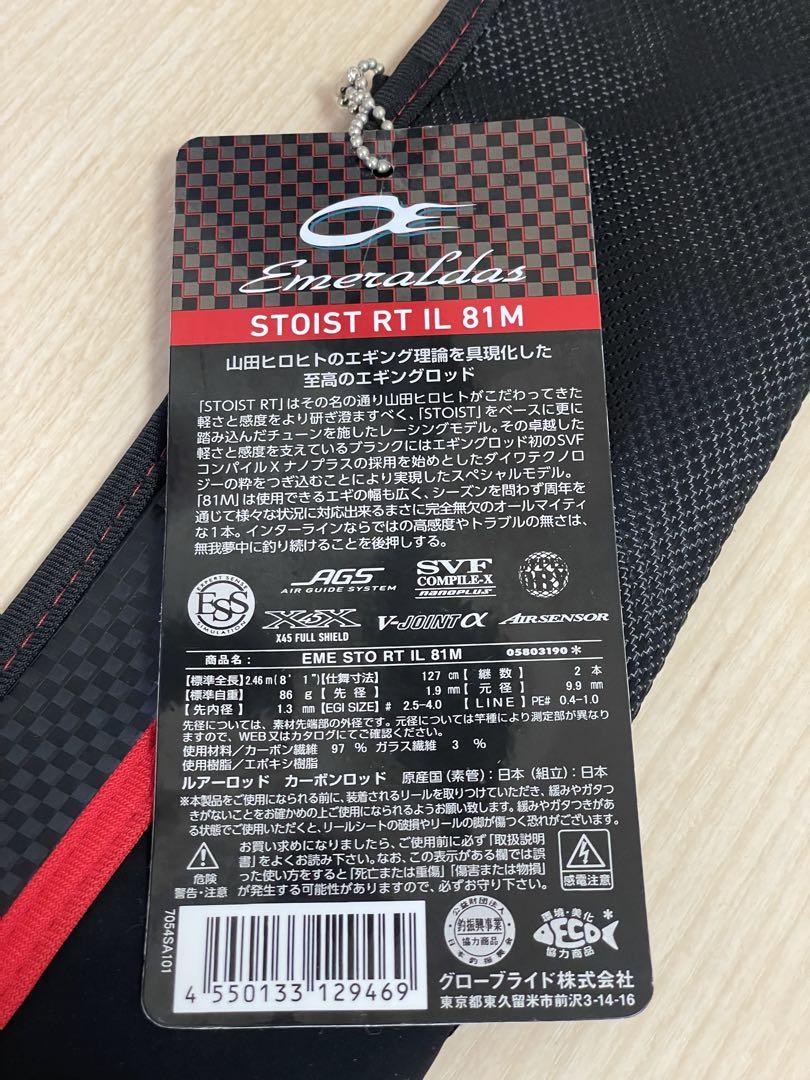 Emeraldas
STOIST RT IL 81M
山田ヒロヒトのエギング理論を具現化した
至高のエギングロッド
「STOIST RT」はその名の通り山田ヒロヒトがこだわってきた
軽さと感度をより研ぎ澄ますべく、「STOIST」をベースに更に
踏み込んだチューンを施したレーシングモデル。その卓越した
軽さと感度を支えているブランクにはエギングロッド初のSVF
コンパイルXナノプラスの採用を始めとしたダイワテクノロ
ジーの粋をつぎ込むことにより実現したスペシャルモデル。
「81M」は使用できるエギの幅も広く、シーズンを問わず周年を
通じて様々な状況に対応出来るまさに完全無欠のオールマイティ
な1本。インターラインならではの高感度やトラブルの無さは、
無我夢中に釣り続けることを後押しする。
EXPERT SENSE
ESS
SIMULATION
AGS
AIR GUIDE SYSTEM
SVF
COMPILE-X
nanoplus
X45X
X45 FULL SHIELD
V-JOINTα
AIRSENSOR
商品名: EME STO RT IL 81M 05803190*
【標準全長】2.46m(8'1")【仕舞寸法】 127 cm【継数】 2 本
【標準自重】 86 g【先径】 1.9 mm【元径】 9.9 mm
【先内径】 1.3 mm【EGI SIZE】# 2.5-4.0 【LINE】PE# 0.4-1.0
先径については、素材先端部の外径です。元径については竿種により測定部が異なり
ますので、WEB又はカタログにてご確認ください。
使用材料/カーボン繊維 97 % ガラス繊維 3 %
使用樹脂/エポキシ樹脂
ルアーロッド カーボンロッド 原産国(素管):日本(組立):日本
※本製品をご使用になられる前に、装着されるリールを取りつけていただき、緩みやガタつ
きがないことをお確かめの上ご使用になられるようお願い致します。緩みやガタつきがあ
る状態でご使用いただくと、リールシートの破損やリールの脚が傷つく恐れがございます。
危険
警告・注意
お買い求めになりましたら、ご使用前に必ず「取扱説明
書」をよくお読み下さい。なお、この表示がある欄では誤
った使い方をすると「死亡または重傷」「傷害または物損」
が発生する可能性がありますので、必ずお守り下さい。
感電注意
7054SA101
4 550133 129469
公益財団法人
釣振興事業
協力商品
日本釣振興会
環境・美化
ECO
協力商品
*
グローブライド株式会社
東京都東久留米市前沢3-14-16